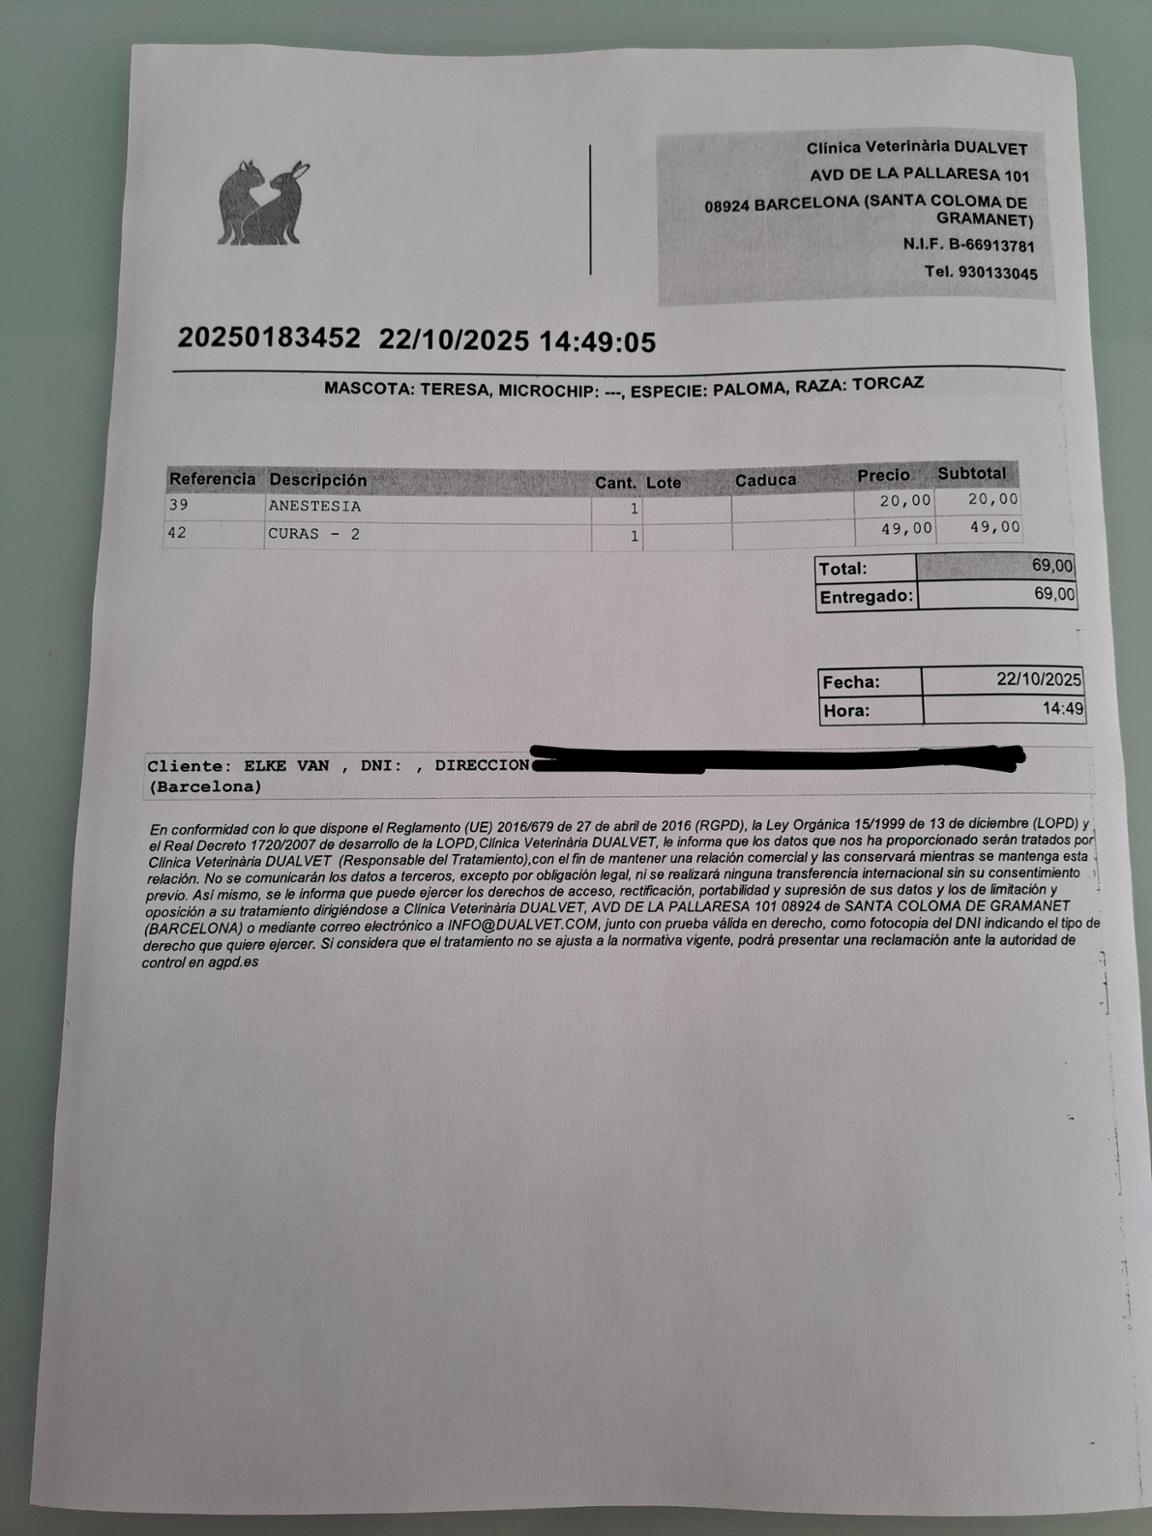 Clínica Veterinària DUALVET
AVD DE LA PALLARESA 101
08924 BARCELONA (SANTA COLOMA DE
GRAMANET)
N.I.F. B-66913781
Tel. 930133045
20250183452 22/10/2025 14:49:05
MASCOTA: TERESA, MICROCHIP: ---, ESPECIE: PALOMA, RAZA: TORCAZ
Referencia Descripción Cant. Lote Caduca Precio Subtotal
39 ANESTESIA 1 20,00 20,00
42 CURAS - 2 1 49,00 49,00
Total: 69,00
Entregado: 69,00
Fecha: 22/10/2025
Hora: 14:49
Cliente: ELKE VAN , DNI: , DIRECCION
(Barcelona)
En conformidad con lo que dispone el Reglamento (UE) 2016/679 de 27 de abril de 2016 (RGPD), la Ley Orgánica 15/1999 de 13 de diciembre (LOPD) y
el Real Decreto 1720/2007 de desarrollo de la LOPD,Clínica Veterinària DUALVET, le informa que los datos que nos ha proporcionado serán tratados por
Clínica Veterinària DUALVET (Responsable del Tratamiento),con el fin de mantener una relación comercial y las conservará mientras se mantenga esta
relación. No se comunicarán los datos a terceros, excepto por obligación legal, ni se realizará ninguna transferencia internacional sin su consentimiento
previo. Así mismo, se le informa que puede ejercer los derechos de acceso, rectificación, portabilidad y supresión de sus datos y los de limitación y
oposición a su tratamiento dirigiéndose a Clínica Veterinària DUALVET, AVD DE LA PALLARESA 101 08924 de SANTA COLOMA DE GRAMANET
(BARCELONA) o mediante correo electrónico a INFO@DUALVET.COM, junto con prueba válida en derecho, como fotocopia del DNI indicando el tipo de
derecho que quiere ejercer. Si considera que el tratamiento no se ajusta a la normativa vigente, podrá presentar una reclamación ante la autoridad de
control en agpd.es